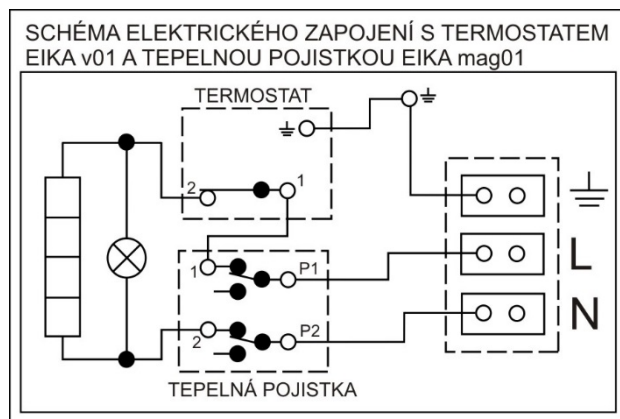 SCHÉMA ELEKTRICKÉHO ZAPOJENÍ S TERMOSTATEM
EIKA v01 A TEPELNOU POJISTKOU EIKA mag01
TERMOSTAT
2
1
1
P1
L
2
P2
N
TEPELNÁ POJISTKA